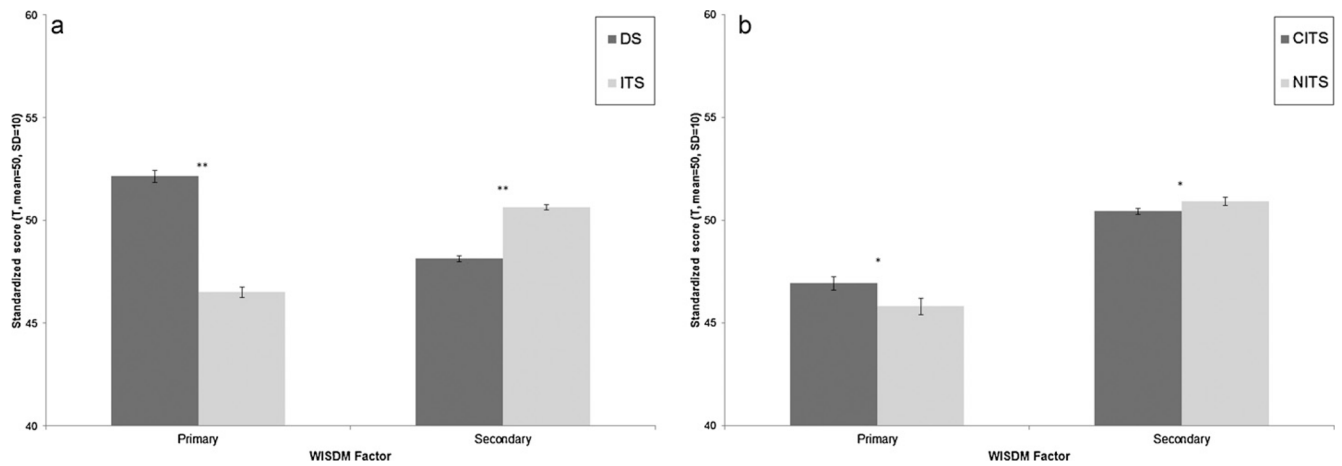 a
60
55
50
45
40
Standardized score (T, mean=50, SD=10)
DS
ITS
**
**
Primary
Secondary
WISDM Factor
b
60
55
50
45
40
Standardized score (T, mean=50, SD=10)
CITS
NITS
*
*
Primary
Secondary
WISDM Factor